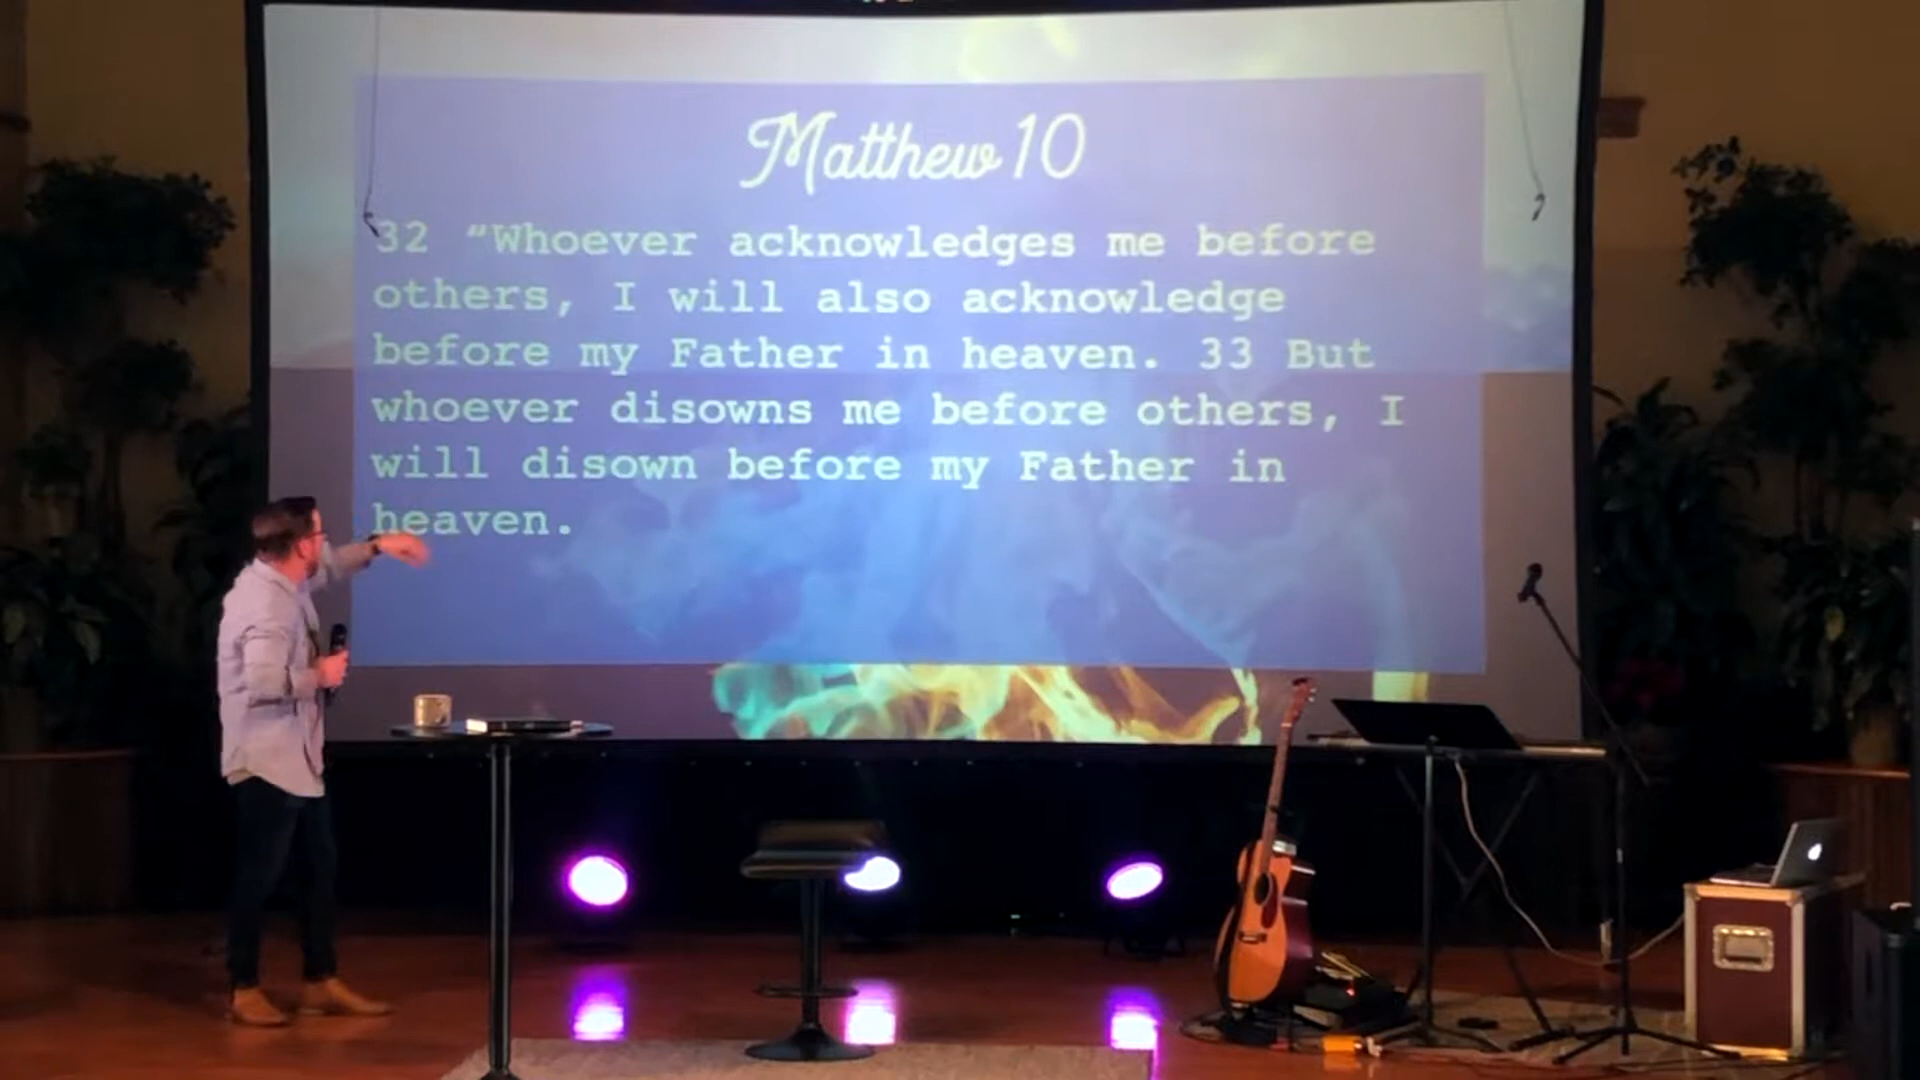 Matthew 10
32 “Whoever acknowledges me before
others, I will also acknowledge
before my Father in heaven. 33 But
whoever disowns me before others, I
will disown before my Father in
heaven.